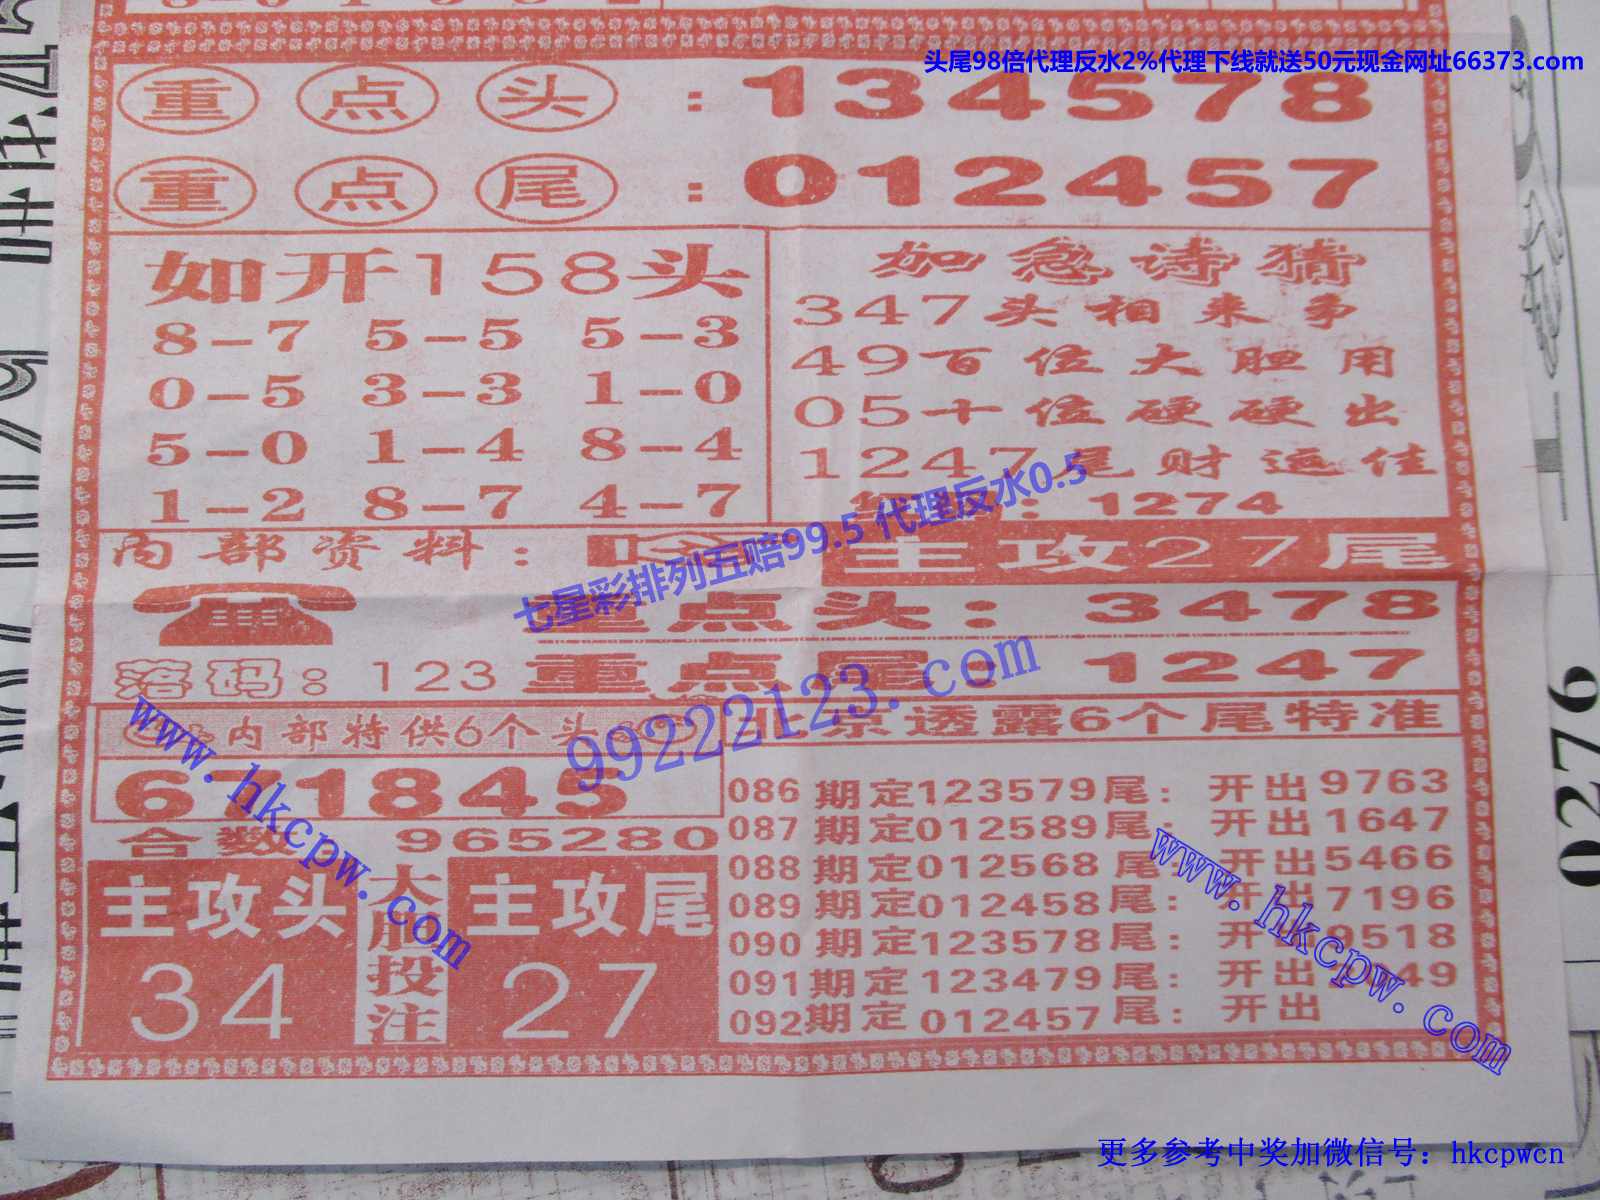 头尾98倍代理反水2%代理下线就送50元现金网址66373.com
重点头:134578
重点尾:012457
如开158头
8-7 5-5 5-3
0-5 3-3 1-0
5-0 1-4 8-4
1-2 8-7 4-7
如急诗猜
347头相来争
49百位大胆用
05十位硬硬出
1247尾财运佳
:1274
内部资料:
主攻27尾
七星彩排列五赔99.5 代理反水0.5
重点头:3478
落码:123
重点尾:1247
99222123.com
内部特供6个头
671845
合数:965280
主攻头
34
大胆投注
主攻尾
27
京透露6个尾特准
086期定123579尾:开出9763
087期定012589尾:开出1647
088期定012568尾:开出5466
089期定012458尾:开出7196
090期定123578尾:开 9518
091期定123479尾:开出 49
092期定012457尾:开出
www.hkcpw.com
www.hkcpw.com
0276
更多参考中奖加微信号：hkcpwcn